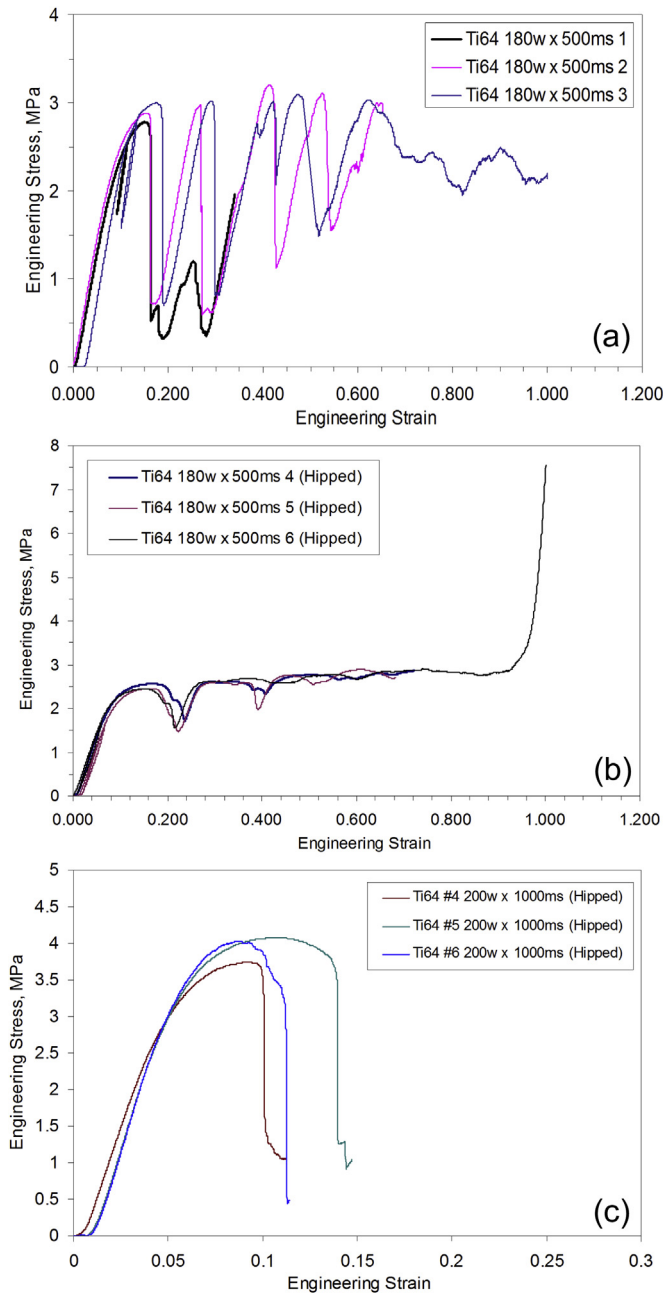 4
3
2
1
0
Engineering Stress, MPa
Ti64 180w x 500ms 1
Ti64 180w x 500ms 2
Ti64 180w x 500ms 3
(a)
0.000 0.200 0.400 0.600 0.800 1.000 1.200
Engineering Strain
8
7
6
5
4
3
2
1
0
Engineering Stress, MPa
Ti64 180w x 500ms 4 (Hipped)
Ti64 180w x 500ms 5 (Hipped)
Ti64 180w x 500ms 6 (Hipped)
(b)
0.000 0.200 0.400 0.600 0.800 1.000 1.200
Engineering Strain
5
4.5
4
3.5
3
2.5
2
1.5
1
0.5
0
Engineering Stress, MPa
Ti64 #4 200w x 1000ms (Hipped)
Ti64 #5 200w x 1000ms (Hipped)
Ti64 #6 200w x 1000ms (Hipped)
(c)
0 0.05 0.1 0.15 0.2 0.25 0.3
Engineering Strain